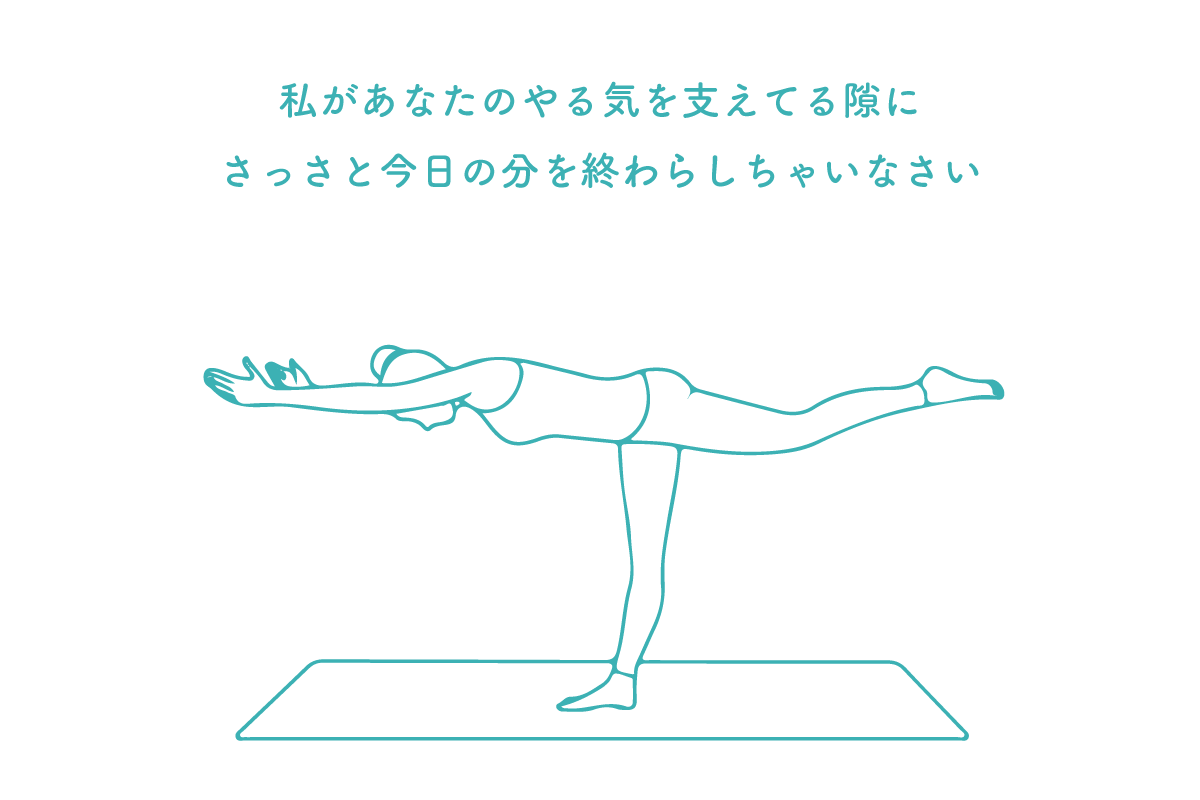 私があなたのやる気を支えてる隙に
さっさと今日の分を終わらしちゃいなさい